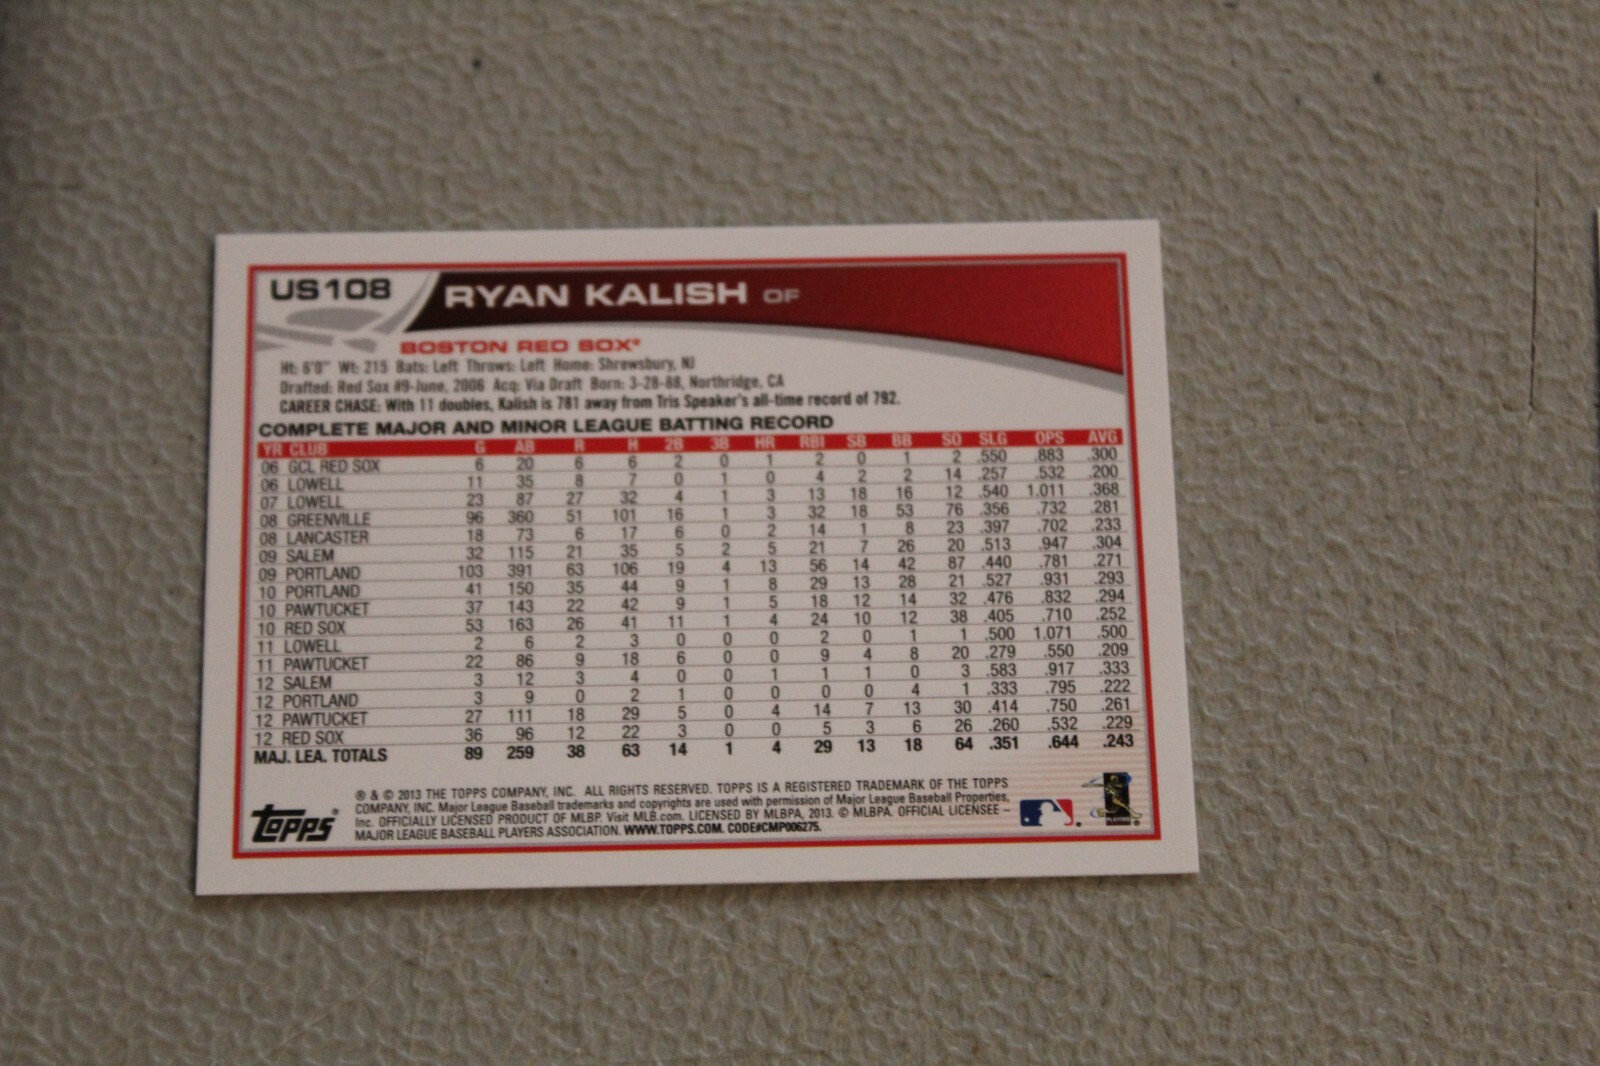 US108 RYAN KALISH OF
BOSTON RED SOX®
Ht: 6'0" Wt: 215 Bats: Left Throws: Left Home: Shrewsbury, NJ
Drafted: Red Sox #9-June, 2006 Acq: Via Draft Born: 3-28-88, Northridge, CA
CAREER CHASE: With 11 doubles, Kalish is 781 away from Tris Speaker's all-time record of 792.
COMPLETE MAJOR AND MINOR LEAGUE BATTING RECORD
YR CLUB G AB R H 2B 3B HR RBI SB BB SO SLG OPS AVG
06 GCL RED SOX 6 20 6 6 2 0 1 2 0 1 2 .550 .883 .300
06 LOWELL 11 35 8 7 0 1 0 4 2 2 14 .257 .532 .200
07 LOWELL 23 87 27 32 4 1 3 13 18 16 12 .540 1.011 .368
08 GREENVILLE 96 360 51 101 16 1 3 32 18 53 76 .356 .732 .281
08 LANCASTER 18 73 6 17 6 0 2 14 1 8 23 .397 .702 .233
09 SALEM 32 115 21 35 5 2 5 21 7 26 20 .513 .947 .304
09 PORTLAND 103 391 63 106 19 4 13 56 14 42 87 .440 .781 .271
10 PORTLAND 41 150 35 44 9 1 8 29 13 28 21 .527 .931 .293
10 PAWTUCKET 37 143 22 42 9 1 5 18 12 14 32 .476 .832 .294
10 RED SOX 53 163 26 41 11 1 4 24 10 12 38 .405 .710 .252
11 LOWELL 2 6 2 3 0 0 0 2 0 1 1 .500 1.071 .500
11 PAWTUCKET 22 86 9 18 6 0 0 9 4 8 20 .279 .550 .209
12 SALEM 3 12 3 4 0 0 1 1 1 0 3 .583 .917 .333
12 PORTLAND 3 9 0 2 1 0 0 0 0 4 1 .333 .795 .222
12 PAWTUCKET 27 111 18 29 5 0 4 14 7 13 30 .414 .750 .261
12 RED SOX 36 96 12 22 3 0 0 5 3 6 26 .260 .532 .229
MAJ. LEA. TOTALS 89 259 38 63 14 1 4 29 13 18 64 .351 .644 .243
® & © 2013 THE TOPPS COMPANY, INC. ALL RIGHTS RESERVED. TOPPS IS A REGISTERED TRADEMARK OF THE TOPPS
COMPANY, INC. Major League Baseball trademarks and copyrights are used with permission of Major League Baseball Properties,
Inc. OFFICIALLY LICENSED PRODUCT OF MLBP. Visit MLB.com. LICENSED BY MLBPA, 2013. © MLBPA. OFFICIAL LICENSEE –
MAJOR LEAGUE BASEBALL PLAYERS ASSOCIATION. WWW.TOPPS.COM. CODE#CMP006275.
Topps®